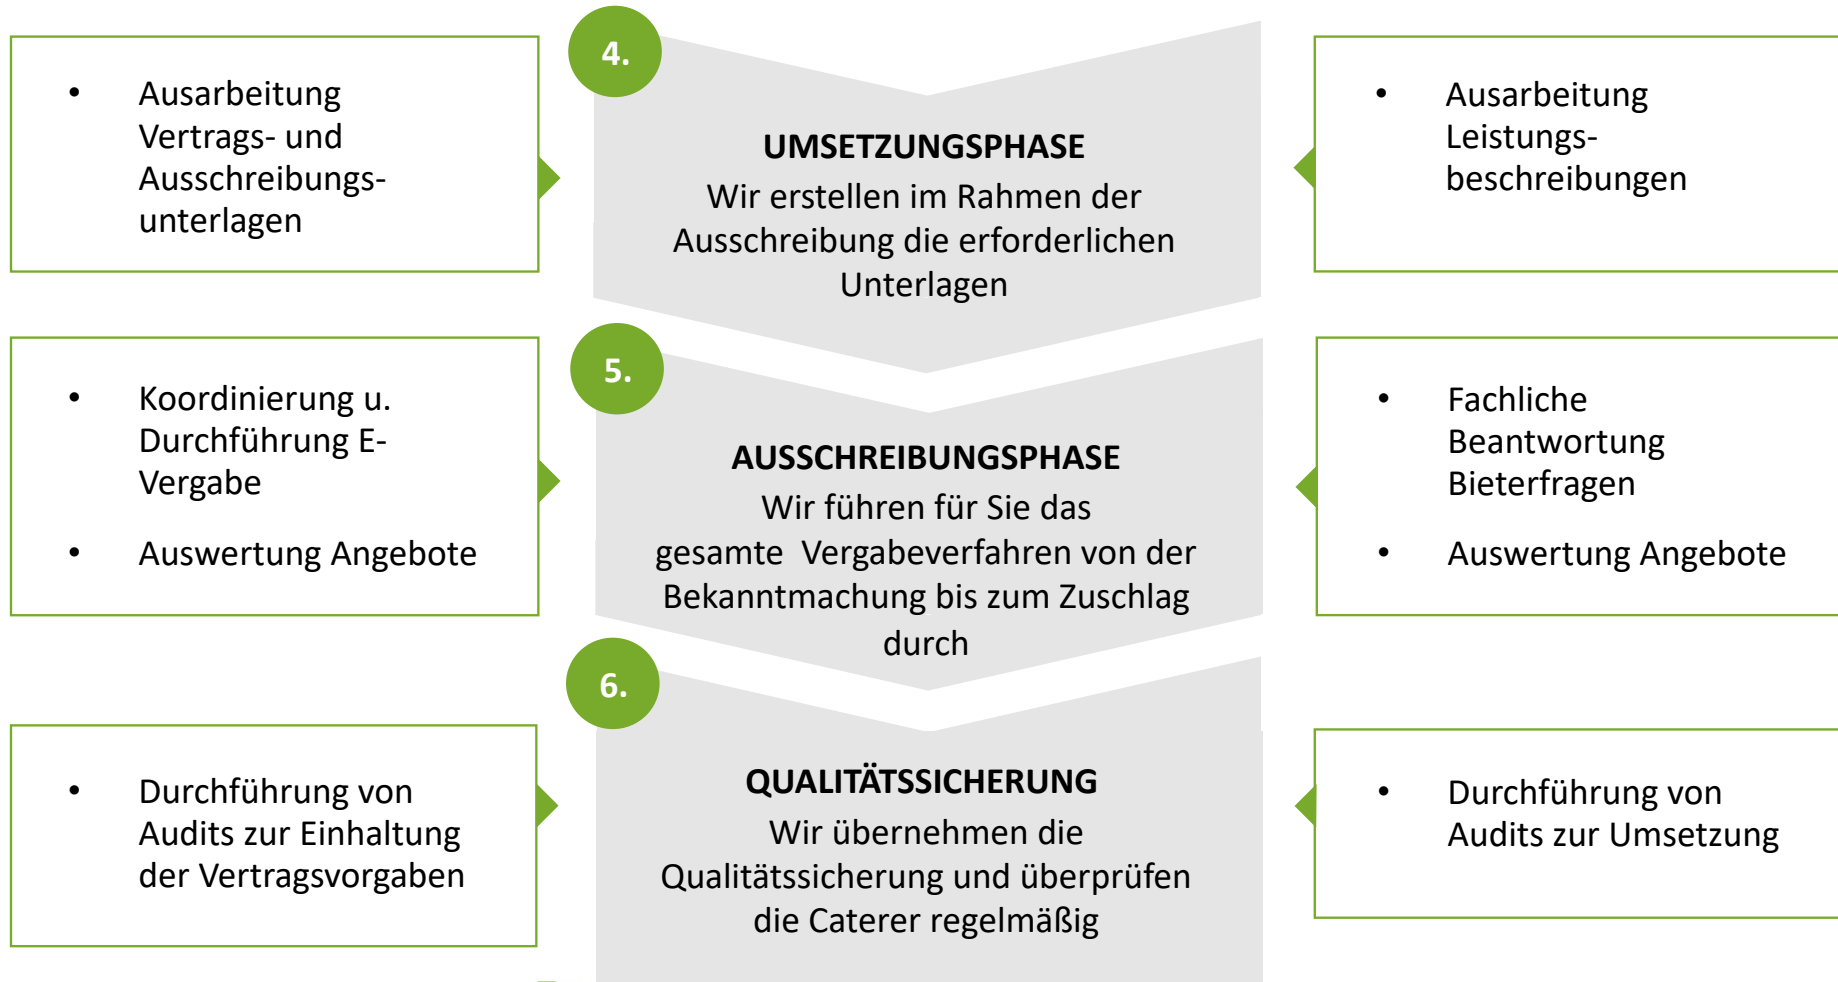 4.
• Ausarbeitung
Vertrags- und
Ausschreibungs-
unterlagen
UMSETZUNGSPHASE
Wir erstellen im Rahmen der
Ausschreibung die erforderlichen
Unterlagen
• Ausarbeitung
Leistungs-
beschreibungen
5.
• Koordinierung u.
Durchführung E-
Vergabe
• Auswertung Angebote
AUSSCHREIBUNGSPHASE
Wir führen für Sie das
gesamte  Vergabeverfahren von der
Bekanntmachung bis zum Zuschlag
durch
• Fachliche
Beantwortung
Bieterfragen
• Auswertung Angebote
6.
• Durchführung von
Audits zur Einhaltung
der Vertragsvorgaben
QUALITÄTSSICHERUNG
Wir übernehmen die
Qualitätssicherung und überprüfen
die Caterer regelmäßig
• Durchführung von
Audits zur Umsetzung